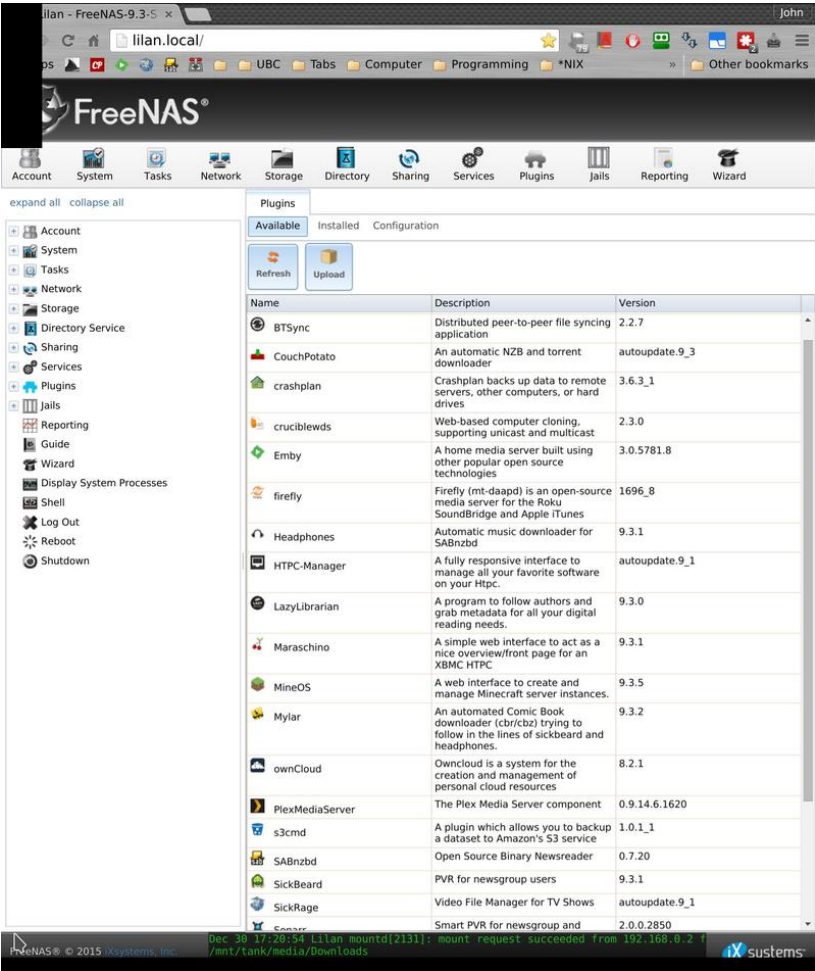 ilan - FreeNAS-9.3-S ×
John
lilan.local/
ps UBC Tabs Computer Programming *NIX » Other bookmarks
FreeNAS®
Account System Tasks Network Storage Directory Sharing Services Plugins Jails Reporting Wizard
expand all collapse all
Account
System
Tasks
Network
Storage
Directory Service
Sharing
Services
Plugins
Jails
Reporting
Guide
Wizard
Display System Processes
Shell
Log Out
Reboot
Shutdown
Plugins
Available Installed Configuration
Refresh Upload
Name Description Version
BTSync Distributed peer-to-peer file syncing 2.2.7
application
CouchPotato An automatic NZB and torrent autoupdate.9_3
downloader
crashplan Crashplan backs up data to remote 3.6.3_1
servers, other computers, or hard
drives
cruciblewds Web-based computer cloning, 2.3.0
supporting unicast and multicast
Emby A home media server built using 3.0.5781.8
other popular open source
technologies
firefly Firefly (mt-daapd) is an open-source 1696_8
media server for the Roku
SoundBridge and Apple iTunes
Headphones Automatic music downloader for 9.3.1
SABnzbd
HTPC-Manager A fully responsive interface to autoupdate.9_1
manage all your favorite software
on your Htpc.
LazyLibrarian A program to follow authors and 9.3.0
grab metadata for all your digital
reading needs.
Maraschino A simple web interface to act as a 9.3.1
nice overview/front page for an
XBMC HTPC
MineOS A web interface to create and 9.3.5
manage Minecraft server instances.
Mylar An automated Comic Book 9.3.2
downloader (cbr/cbz) trying to
follow in the lines of sickbeard and
headphones.
ownCloud Owncloud is a system for the 8.2.1
creation and management of
personal cloud resources
PlexMediaServer The Plex Media Server component 0.9.14.6.1620
s3cmd A plugin which allows you to backup 1.0.1_1
a dataset to Amazon's S3 service
SABnzbd Open Source Binary Newsreader 0.7.20
SickBeard PVR for newsgroup users 9.3.1
SickRage Video File Manager for TV Shows autoupdate.9_1
Sonarr Smart PVR for newsgroup and 2.0.0.2850
FreeNAS® © 2015 iXsystems, Inc.
Dec 30 17:20:54 Lilan mountd[2131]: mount request succeeded from 192.168.0.2 f
/mnt/tank/media/Downloads
iX systems